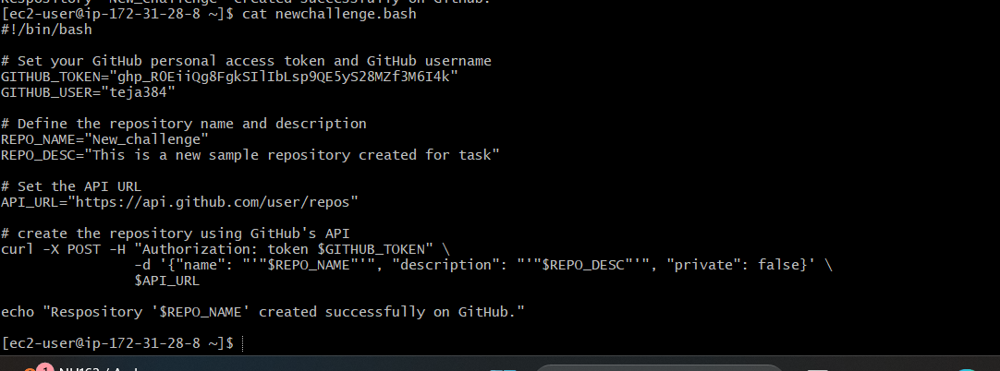 [ec2-user@ip-172-31-28-8 ~]$ cat newchallenge.bash
#!/bin/bash
# Set your GitHub personal access token and GitHub username
GITHUB_TOKEN="ghp_ROEiiQg8FgkSIlIbLsp9QE5yS28MZf3M6I4k"
GITHUB_USER="teja384"
# Define the repository name and description
REPO_NAME="New_challenge"
REPO_DESC="This is a new sample repository created for task"
# Set the API URL
API_URL="https://api.github.com/user/repos"
# create the repository using GitHub's API
curl -X POST -H "Authorization: token $GITHUB_TOKEN" \
-d '{"name": "'"$REPO_NAME"'", "description": "'"$REPO_DESC"'", "private": false}' \
$API_URL
echo "Respository '$REPO_NAME' created successfully on GitHub."
[ec2-user@ip-172-31-28-8 ~]$